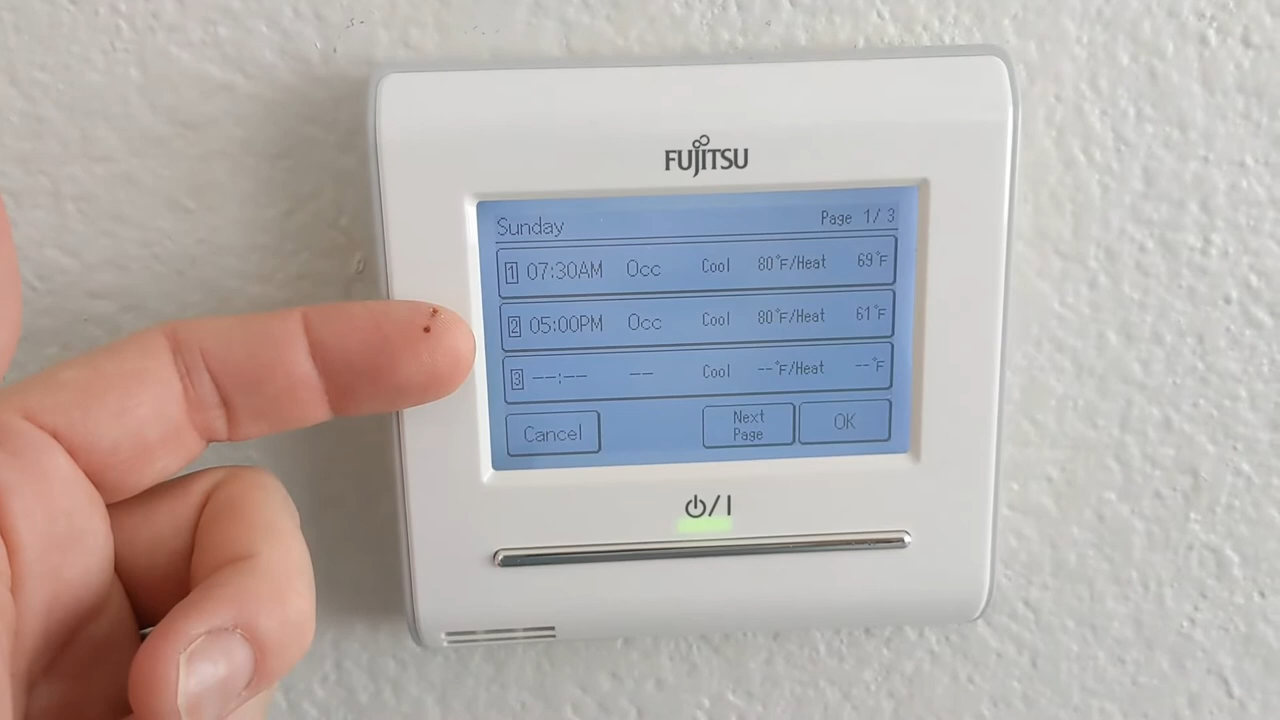 FUJITSU
Sunday Page 1/3
1 07:30AM Occ Cool 80°F/Heat 69°F
2 05:00PM Occ Cool 80°F/Heat 61°F
3 --:-- -- Cool --°F/Heat --°F
Cancel Next Page OK
⏻/I